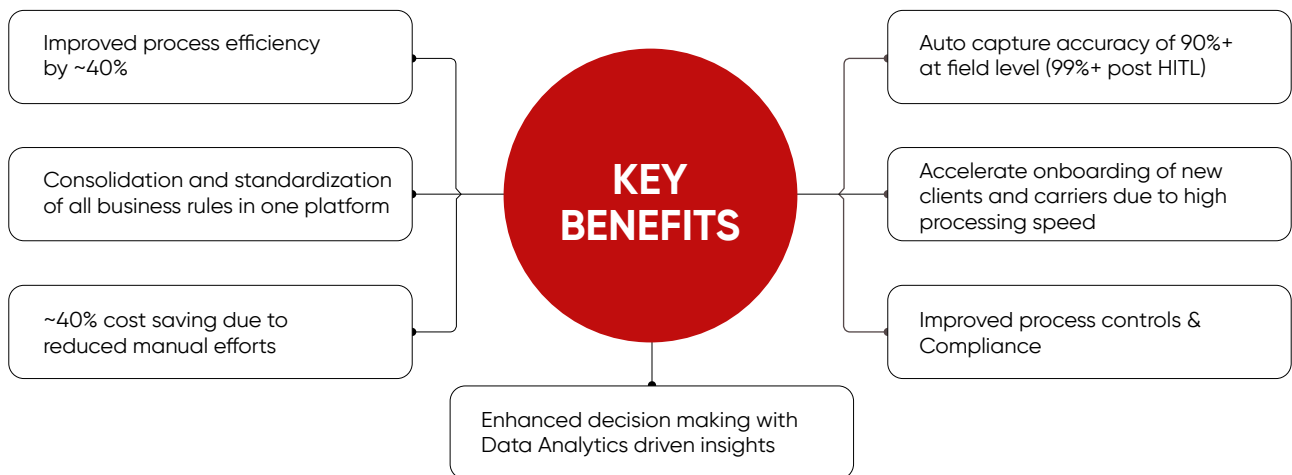 Improved process efficiency
by ~40%
Consolidation and standardization
of all business rules in one platform
~40% cost saving due to
reduced manual efforts
KEY
BENEFITS
Auto capture accuracy of 90%+
at field level (99%+ post HITL)
Accelerate onboarding of new
clients and carriers due to high
processing speed
Improved process controls &
Compliance
Enhanced decision making with
Data Analytics driven insights